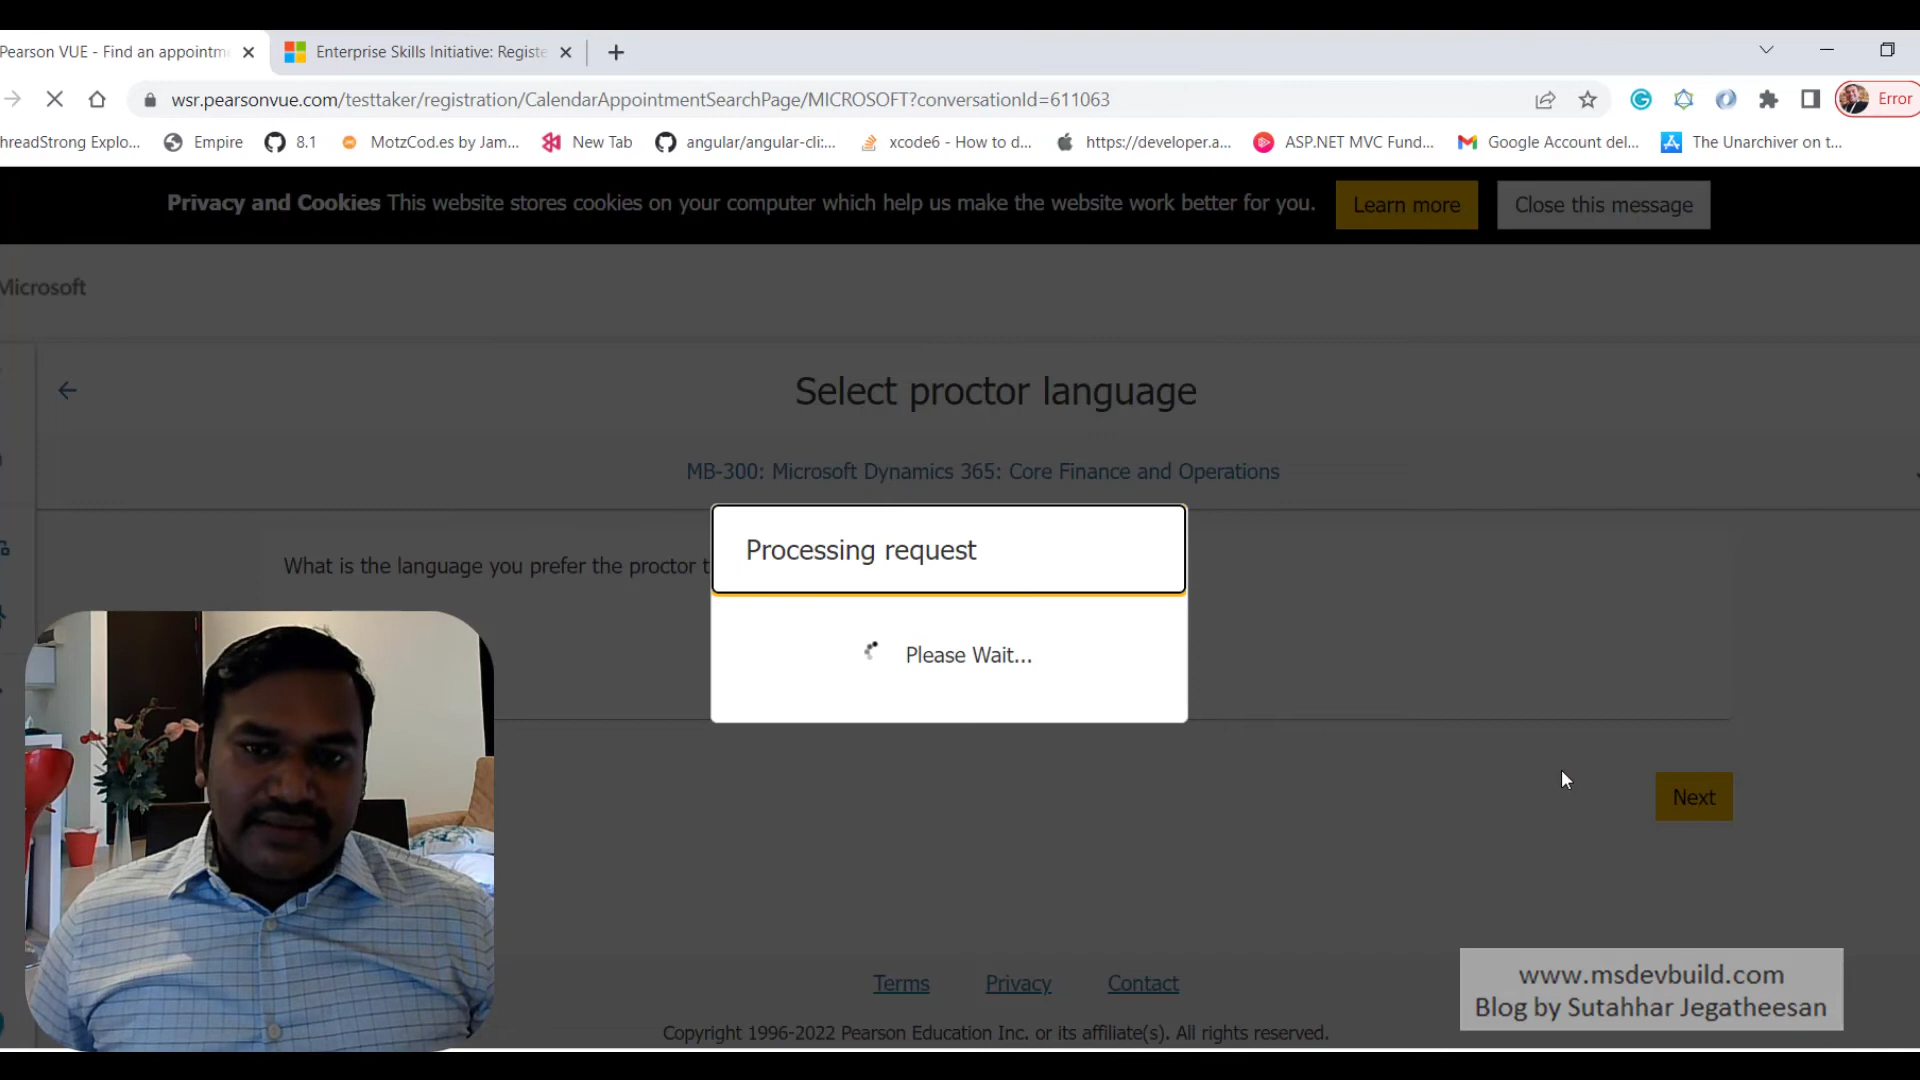 Pearson VUE - Find an appointm
Enterprise Skills Initiative: Registe
wsr.pearsonvue.com/testtaker/registration/CalendarAppointmentSearchPage/MICROSOFT?conversationId=611063
Error
hreadStrong Explo...
Empire
8.1
MotzCod.es by Jam...
New Tab
angular/angular-cli:...
xcode6 - How to d...
https://developer.a...
ASP.NET MVC Fund...
Google Account del...
The Unarchiver on t...
Privacy and Cookies This website stores cookies on your computer which help us make the website work better for you.
Learn more
Close this message
Microsoft
Select proctor language
MB-300: Microsoft Dynamics 365: Core Finance and Operations
Processing request
What is the language you prefer the proctor t
Please Wait...
Next
Terms
Privacy
Contact
www.msdevbuild.com
Blog by Sutahhar Jegatheesan
Copyright 1996-2022 Pearson Education Inc. or its affiliate(s). All rights reserved.